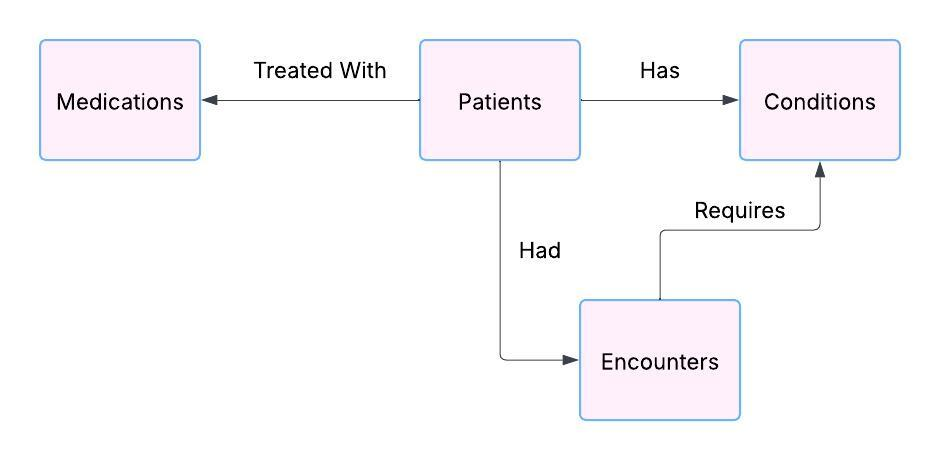 Treated With
Has
Medications
Patients
Conditions
Requires
Had
Encounters